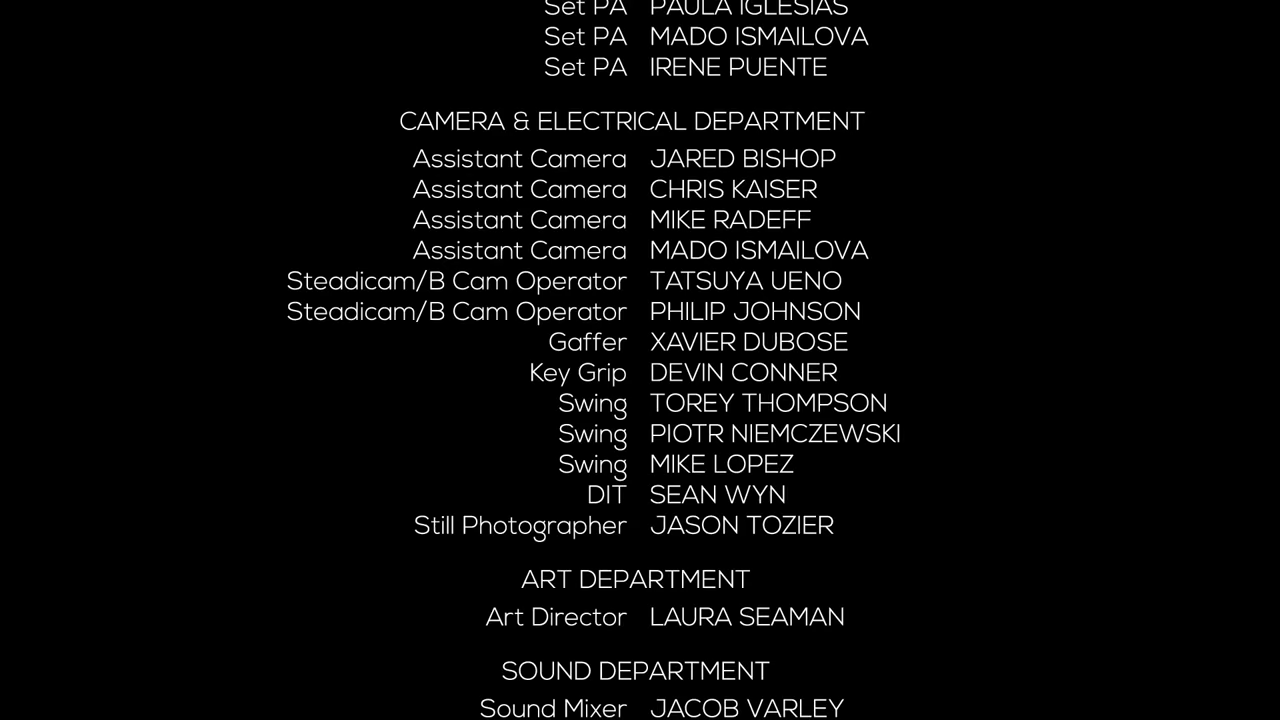 Set PA PAULA IGLESIAS
Set PA MADO ISMAILOVA
Set PA IRENE PUENTE
CAMERA & ELECTRICAL DEPARTMENT
Assistant Camera JARED BISHOP
Assistant Camera CHRIS KAISER
Assistant Camera MIKE RADEFF
Assistant Camera MADO ISMAILOVA
Steadicam/B Cam Operator TATSUYA UENO
Steadicam/B Cam Operator PHILIP JOHNSON
Gaffer XAVIER DUBOSE
Key Grip DEVIN CONNER
Swing TOREY THOMPSON
Swing PIOTR NIEMCZEWSKI
Swing MIKE LOPEZ
DIT SEAN WYN
Still Photographer JASON TOZIER
ART DEPARTMENT
Art Director LAURA SEAMAN
SOUND DEPARTMENT
Sound Mixer JACOB VARLEY